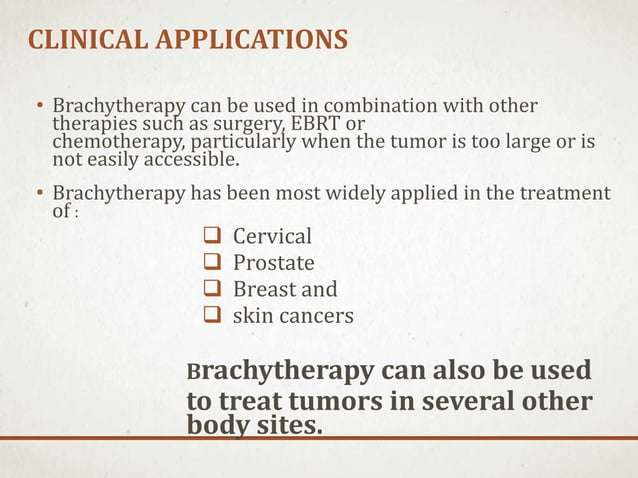 CLINICAL APPLICATIONS
• Brachytherapy can be used in combination with other
therapies such as surgery, EBRT or
chemotherapy, particularly when the tumor is too large or is
not easily accessible.
• Brachytherapy has been most widely applied in the treatment
of :
❑ Cervical
❑ Prostate
❑ Breast and
❑ skin cancers
Brachytherapy can also be used
to treat tumors in several other
body sites.